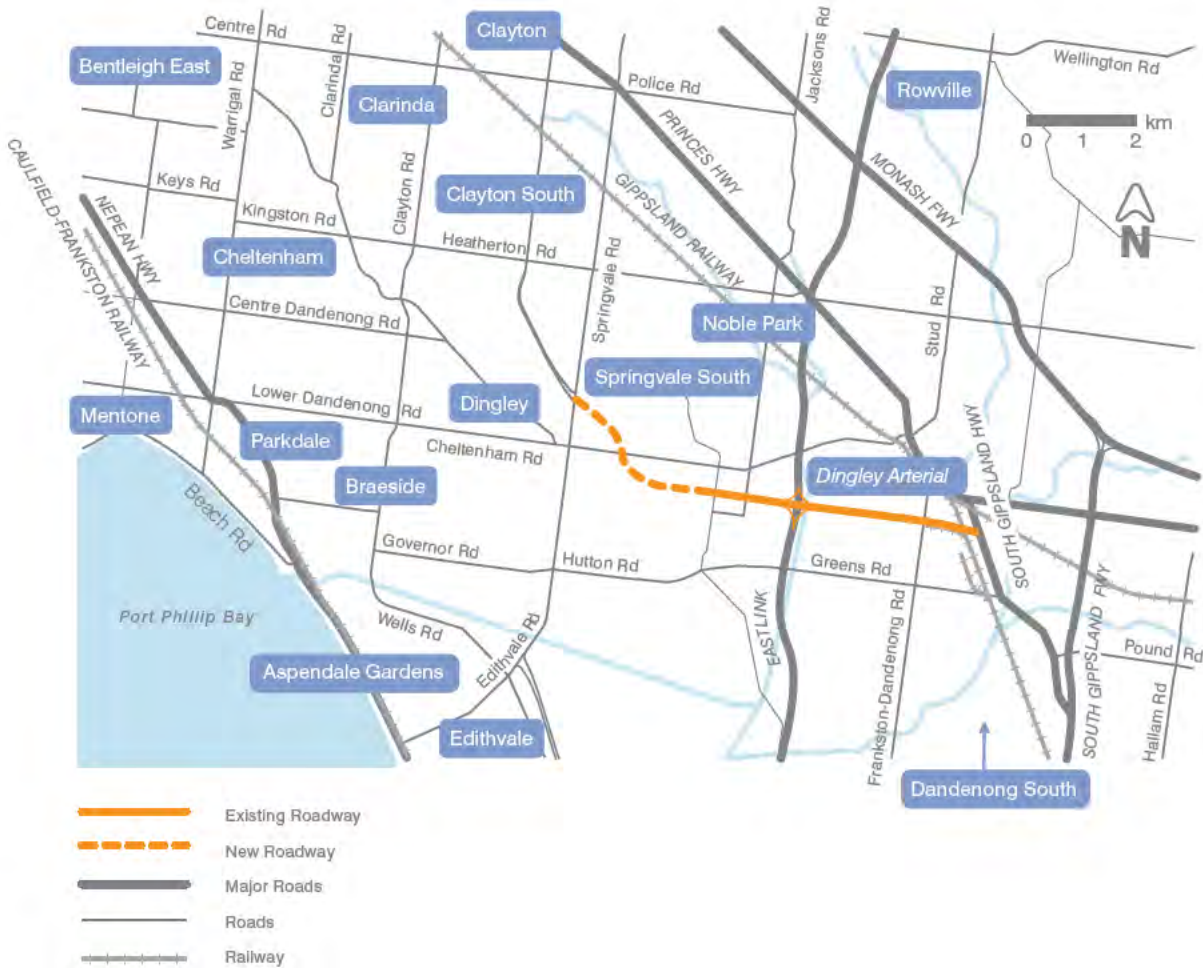 Centre Rd
Clayton
Jacksons Rd
Bentleigh East
Warrigal Rd
Clarinda Rd
Clarinda
Police Rd
Rowville
Wellington Rd
0 1 2 km
CAULFIELD-FRANKSTON RAILWAY
Keys Rd
NEPEAN HWY
Kingston Rd
Clayton Rd
Clayton South
GIPPSLAND RAILWAY
PRINCES HWY
MONASH FWY
N
Cheltenham
Heatherton Rd
Springvale Rd
Centre Dandenong Rd
Noble Park
Stud Rd
Mentone
Lower Dandenong Rd
Dingley
Springvale South
Parkdale
Cheltenham Rd
Dingley Arterial
SOUTH GIPPSLAND HWY
Braeside
Beach Rd
Governor Rd
Hutton Rd
Greens Rd
Port Phillip Bay
Wells Rd
Edithvale Rd
EASTLINK
Frankston-Dandenong Rd
SOUTH GIPPSLAND FWY
Pound Rd
Hallam Rd
Aspendale Gardens
Edithvale
Dandenong South
Existing Roadway
New Roadway
Major Roads
Roads
Railway